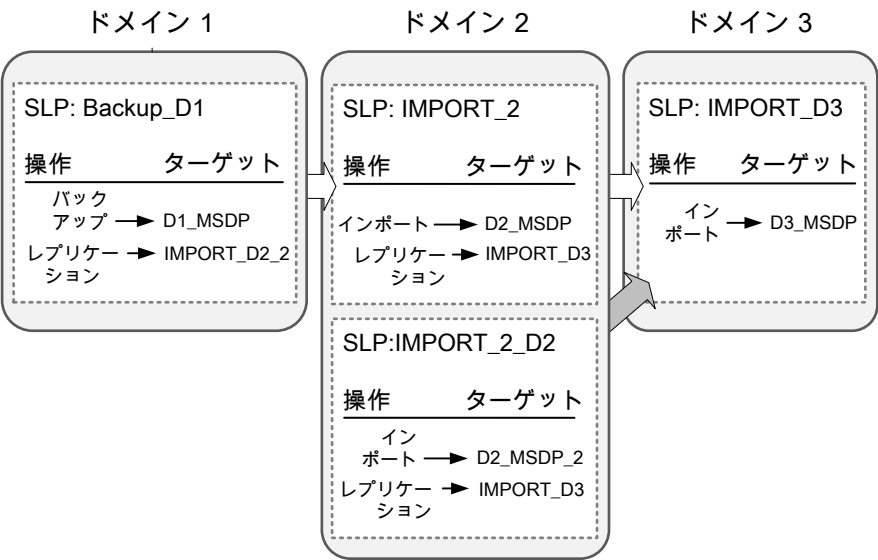 ドメイン 1
ドメイン 2
ドメイン 3
SLP: Backup_D1
操作 ターゲット
バック
アップ D1_MSDP
レプリケー IMPORT_D2_2
ション
SLP: IMPORT_2
操作 ターゲット
インポート D2_MSDP
レプリケー IMPORT_D3
ション
SLP:IMPORT_2_D2
操作 ターゲット
イン
ポート D2_MSDP_2
レプリケー IMPORT_D3
ション
SLP: IMPORT_D3
操作 ターゲット
イン
ポート D3_MSDP